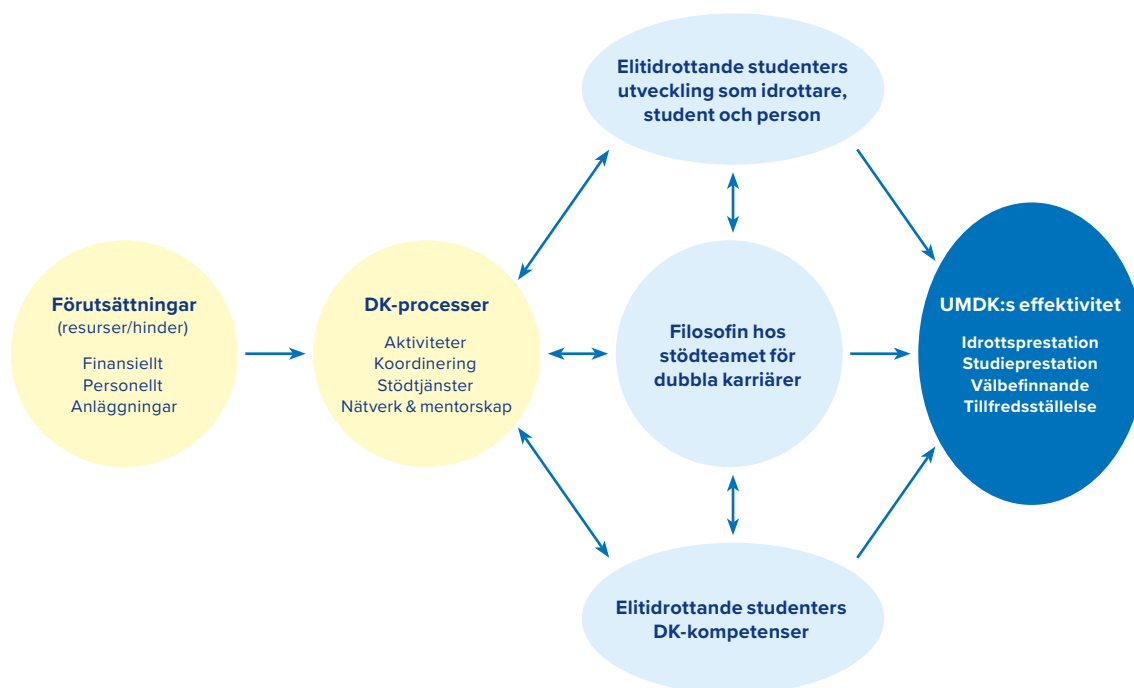 Elitidrottande studenters
utveckling som idrottare,
student och person
Förutsättningar
(resurser/hinder)
Finansiellt
Personellt
Anläggningar
DK-processer
Aktiviteter
Koordinering
Stödtjänster
Nätverk & mentorskap
Filosofin hos
stödteamet för
dubbla karriärer
UMDK:s effektivitet
Idrottsprestation
Studieprestation
Välbefinnande
Tillfredsställelse
Elitidrottande studenters
DK-kompetenser